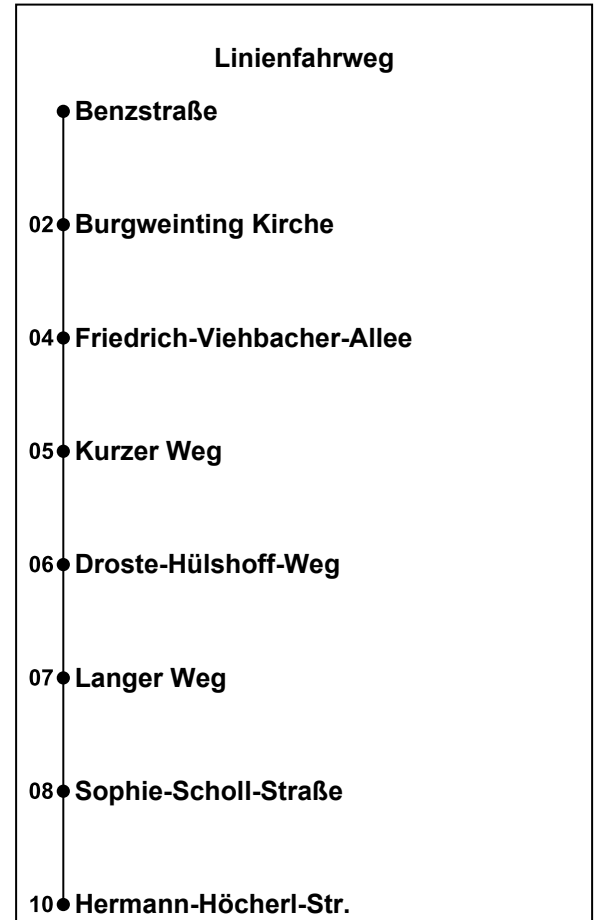 Linienfahrweg
Benzstraße
02 Burgweinting Kirche
04 Friedrich-Viehbacher-Allee
05 Kurzer Weg
06 Droste-Hülshoff-Weg
07 Langer Weg
08 Sophie-Scholl-Straße
10 Hermann-Höcherl-Str.